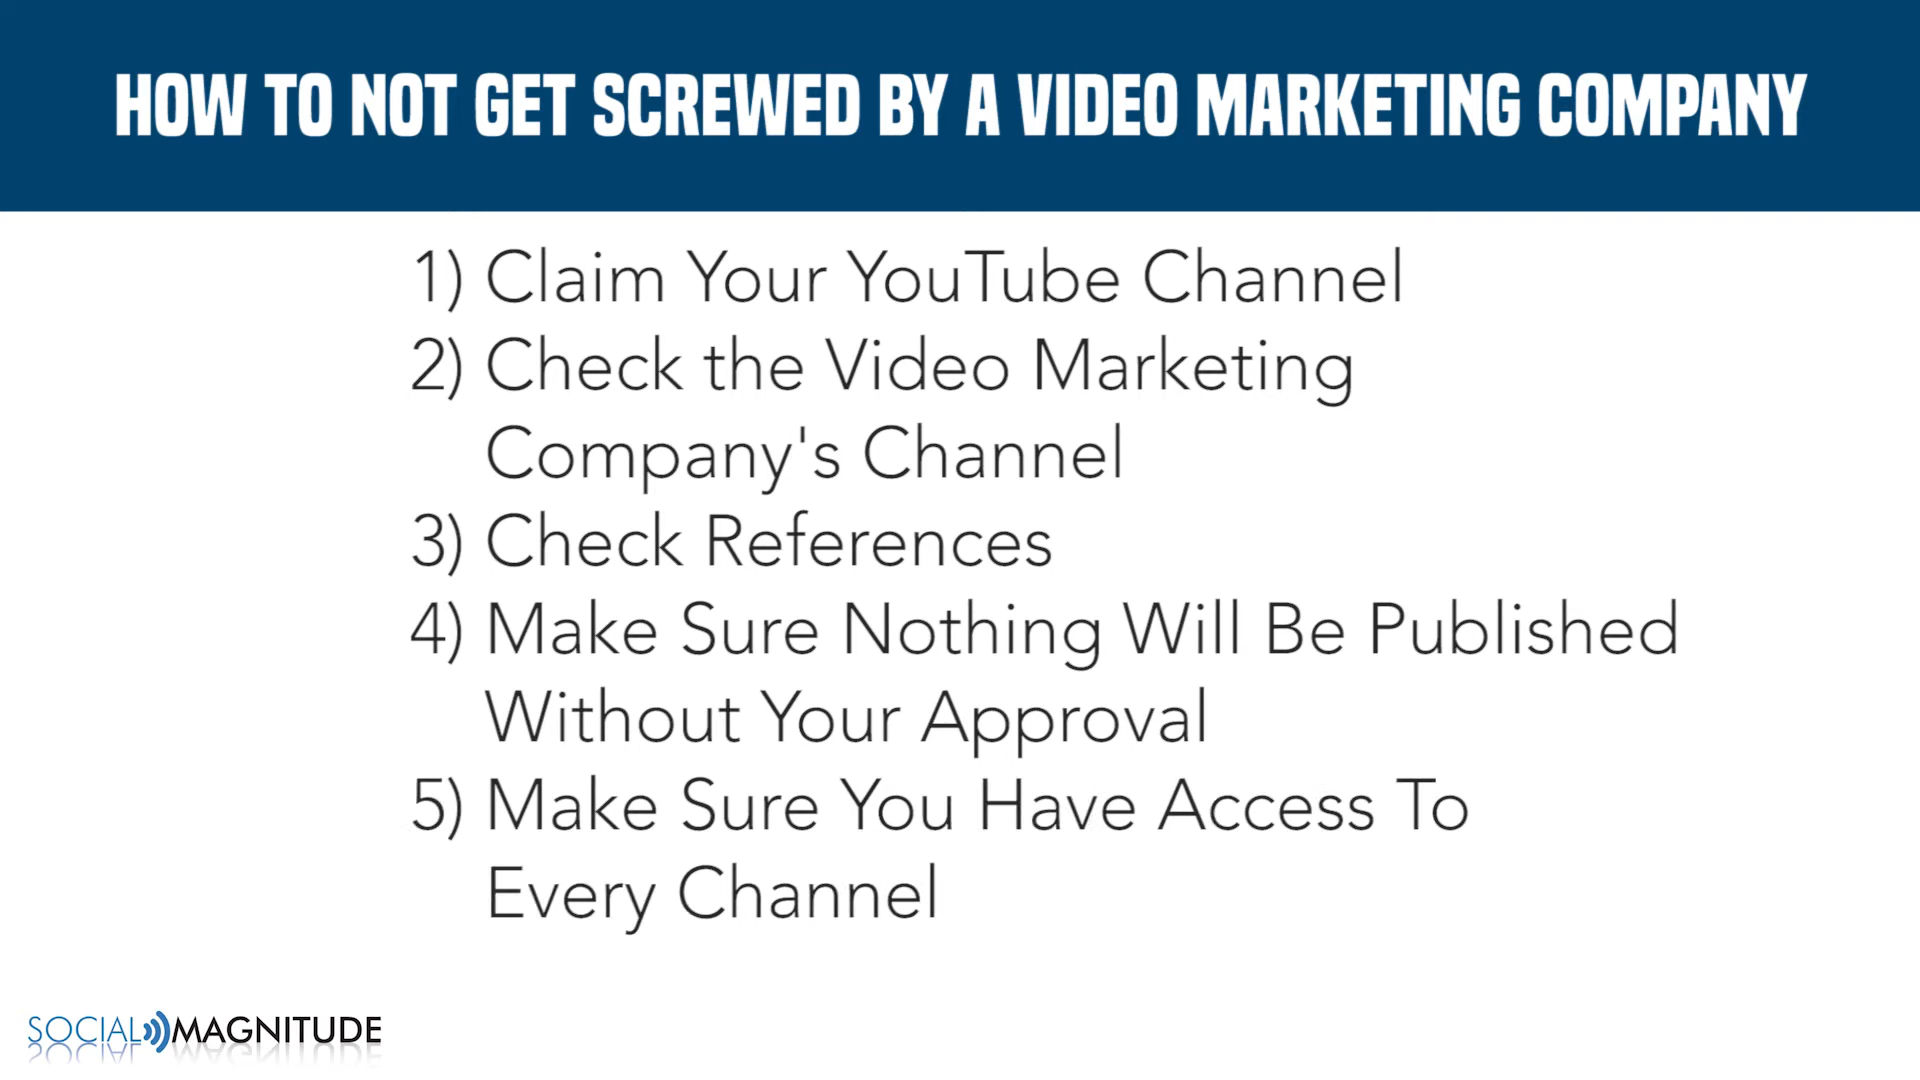 HOW TO NOT GET SCREWED BY A VIDEO MARKETING COMPANY
1) Claim Your YouTube Channel
2) Check the Video Marketing
Company's Channel
3) Check References
4) Make Sure Nothing Will Be Published
Without Your Approval
5) Make Sure You Have Access To
Every Channel
SOCIAL MAGNITUDE